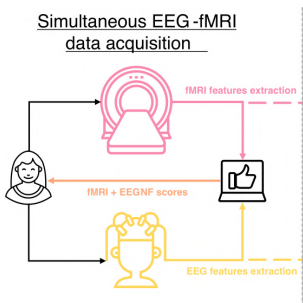 Simultaneous EEG-fMRI
data acquisition
fMRI features extraction
fMRI + EEGNF scores
EEG features extraction